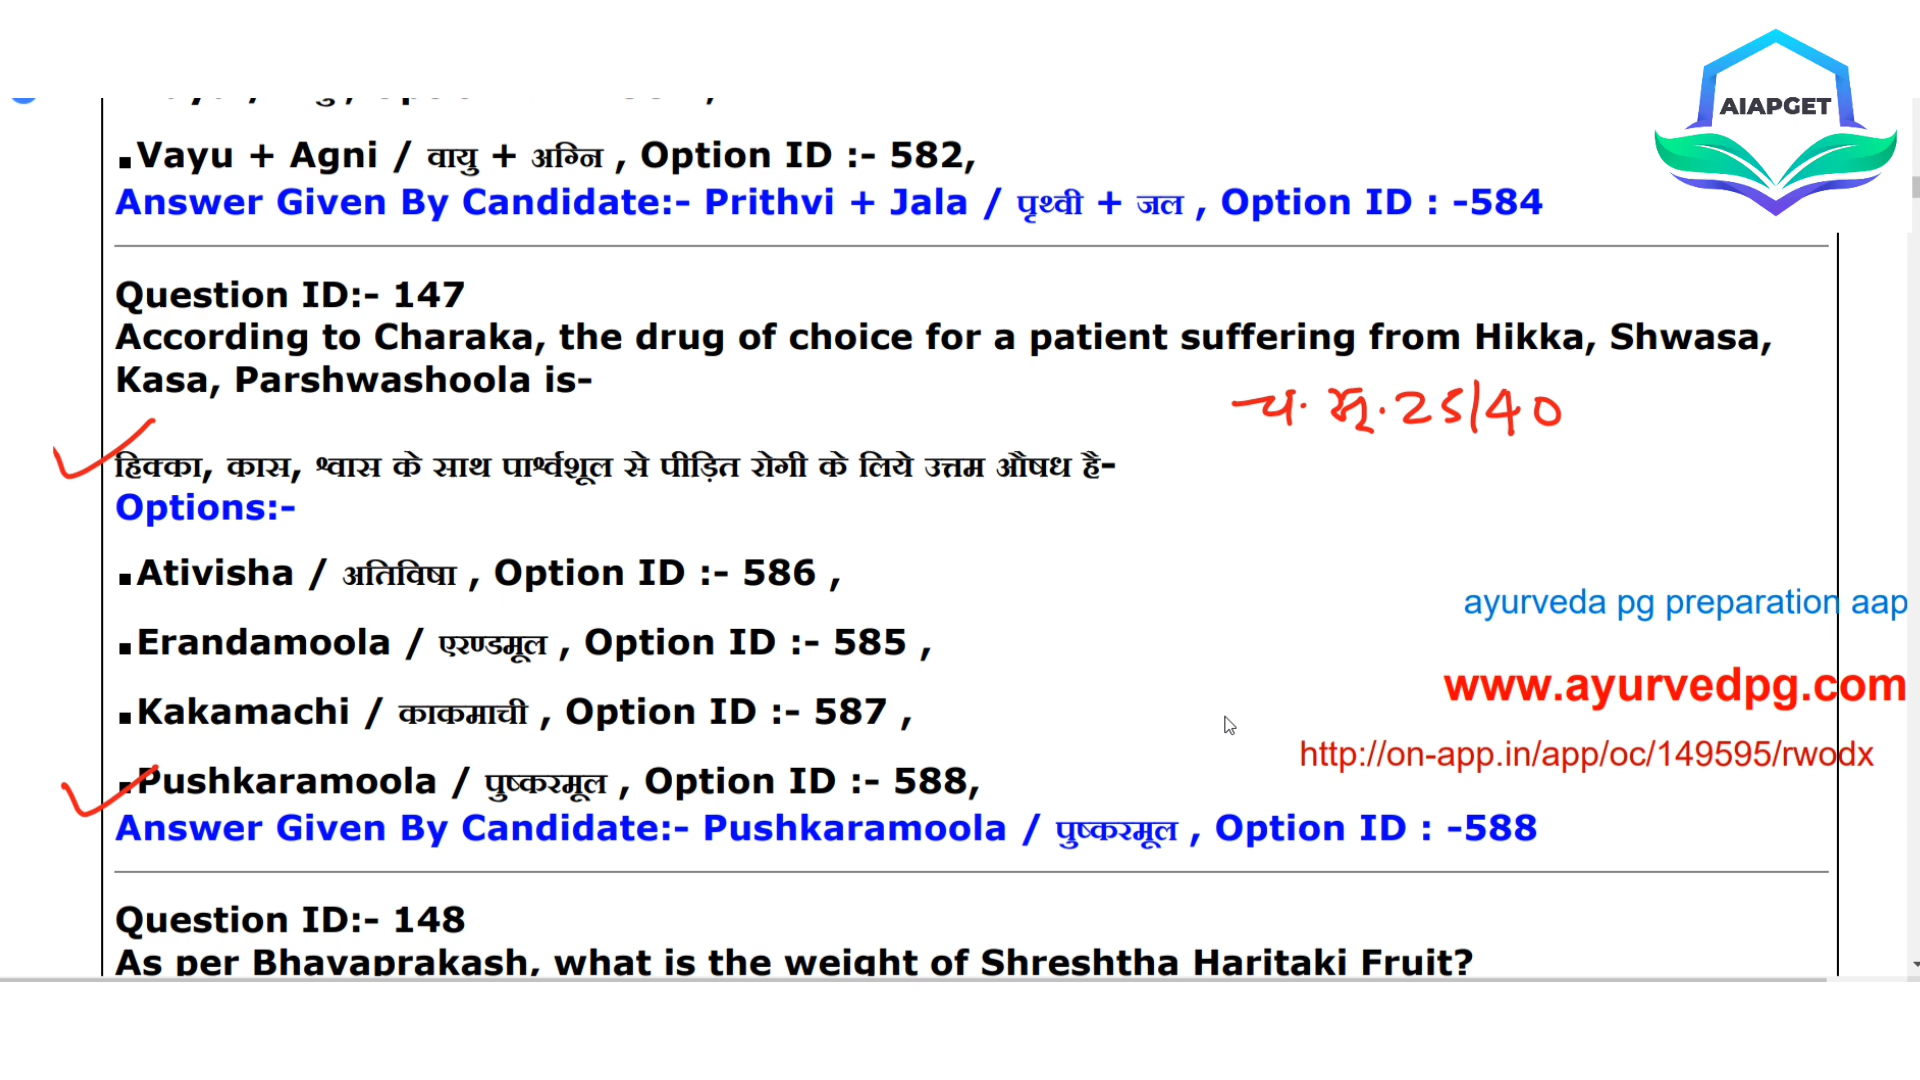 AIAPGET
▪Vayu + Agni / वायु + अग्नि , Option ID :- 582,
Answer Given By Candidate:- Prithvi + Jala / पृथ्वी + जल , Option ID : -584
Question ID:- 147
According to Charaka, the drug of choice for a patient suffering from Hikka, Shwasa,
Kasa, Parshwashoola is-
च. सू. 25/40
हिक्का, कास, श्वास के साथ पार्श्वशूल से पीड़ित रोगी के लिये उत्तम औषध है-
Options:-
▪Ativisha / अतिविषा , Option ID :- 586 ,
ayurveda pg preparation aap
▪Erandamoola / एरण्डमूल , Option ID :- 585 ,
www.ayurvedpg.com
▪Kakamachi / काकमाची , Option ID :- 587 ,
http://on-app.in/app/oc/149595/rwodx
▪Pushkaramoola / पुष्करमूल , Option ID :- 588,
Answer Given By Candidate:- Pushkaramoola / पुष्करमूल , Option ID : -588
Question ID:- 148
As per Bhavaprakash, what is the weight of Shreshtha Haritaki Fruit?